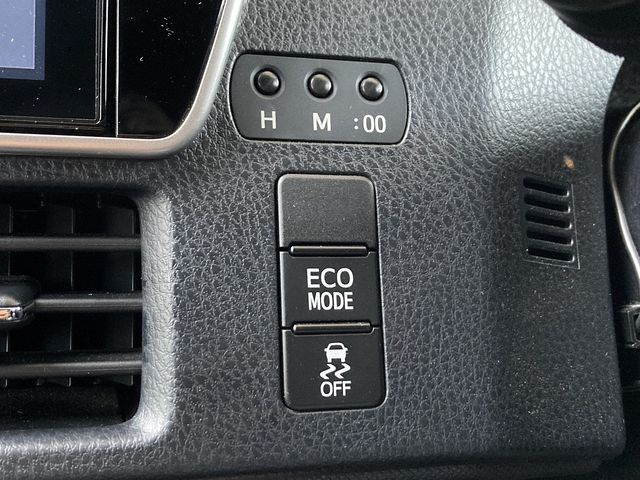 H M :00
ECO
MODE
OFF